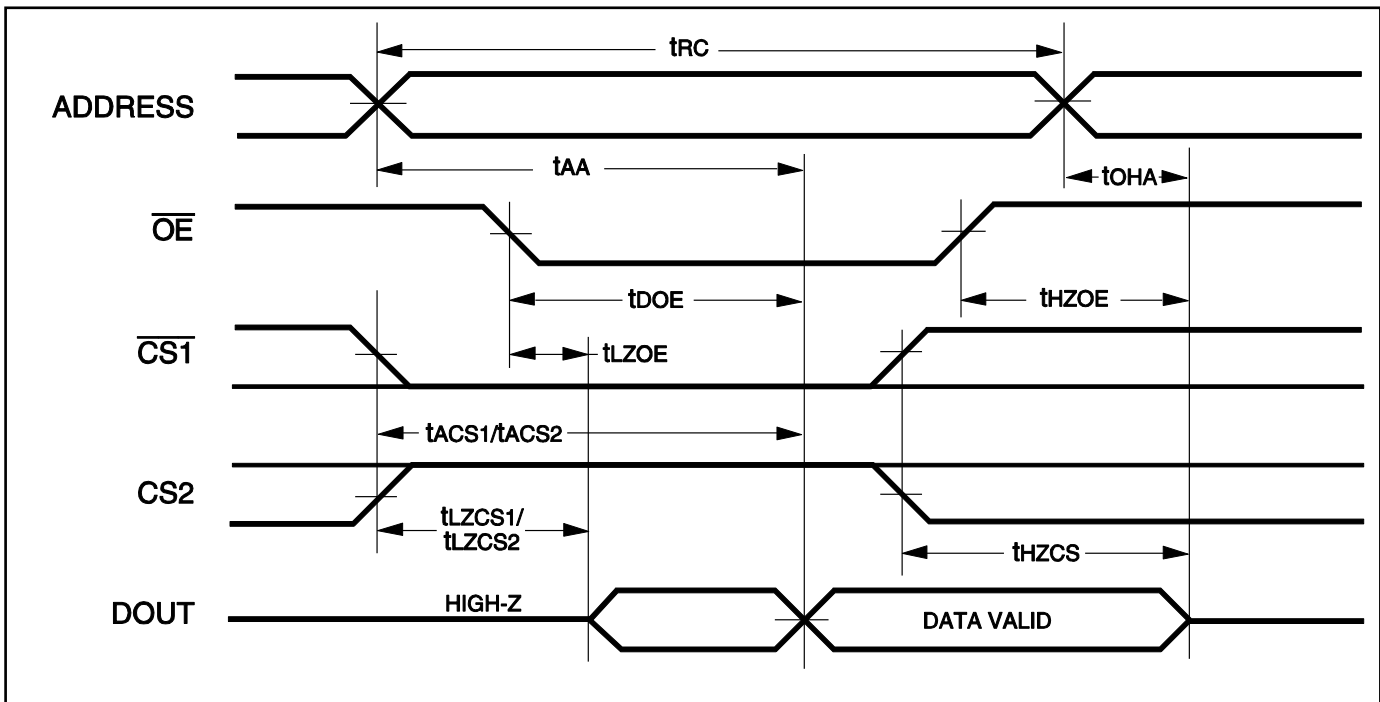 tRC
ADDRESS
tAA
tOHA
OE
tDOE
tHZOE
CS1
tLZOE
tACS1/tACS2
CS2
tLZCS1/
tLZCS2
tHZCS
DOUT
HIGH-Z
DATA VALID